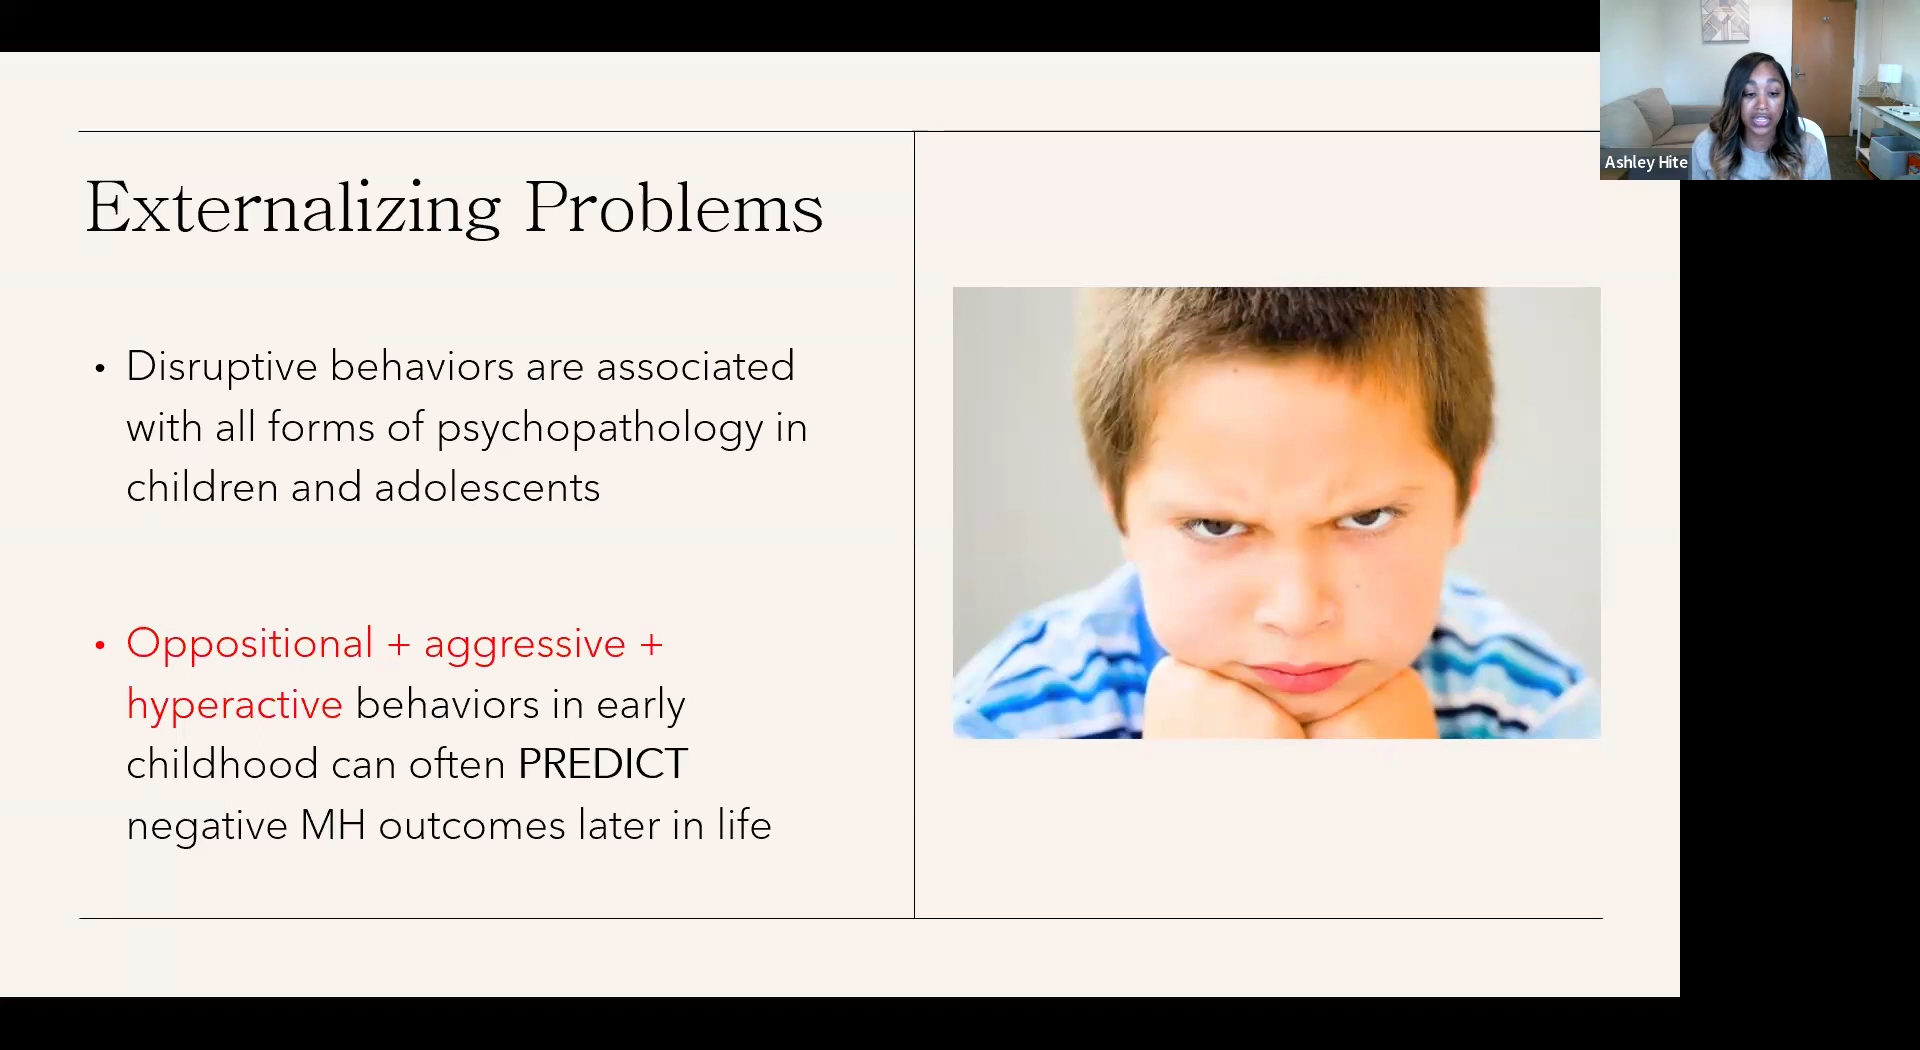 Ashley Hite
Externalizing Problems
• Disruptive behaviors are associated
with all forms of psychopathology in
children and adolescents
• Oppositional + aggressive +
hyperactive behaviors in early
childhood can often PREDICT
negative MH outcomes later in life